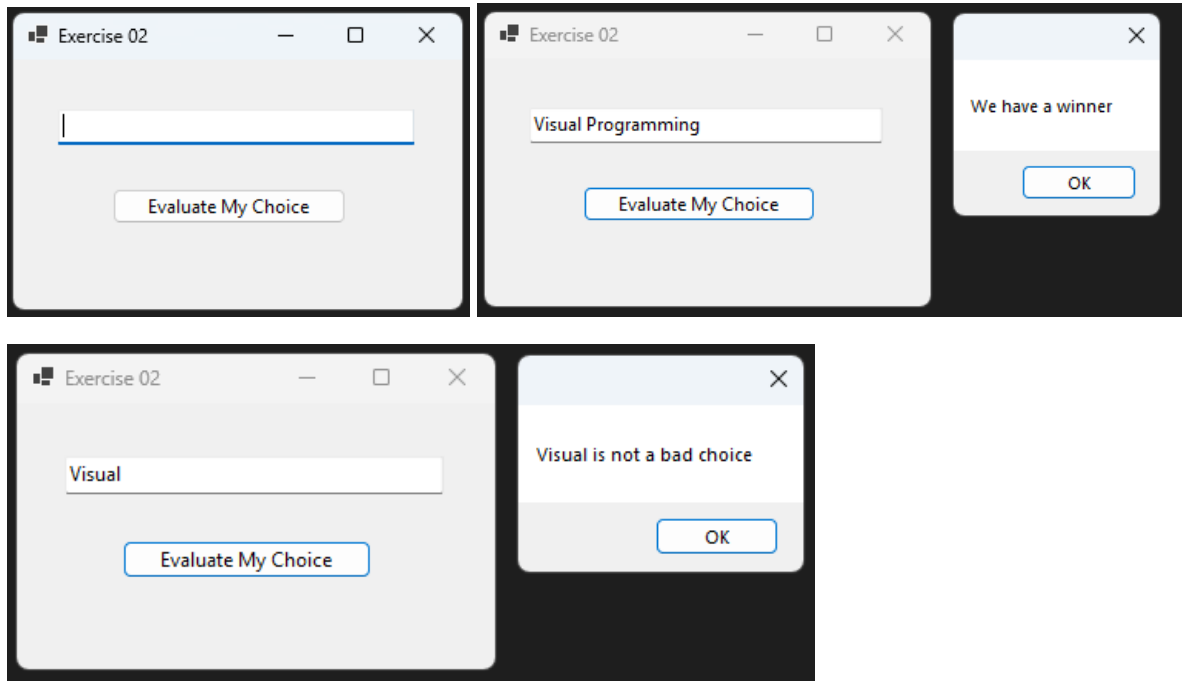 Exercise 02
Evaluate My Choice
Exercise 02
Visual Programming
Evaluate My Choice
We have a winner
OK
Exercise 02
Visual
Evaluate My Choice
Visual is not a bad choice
OK